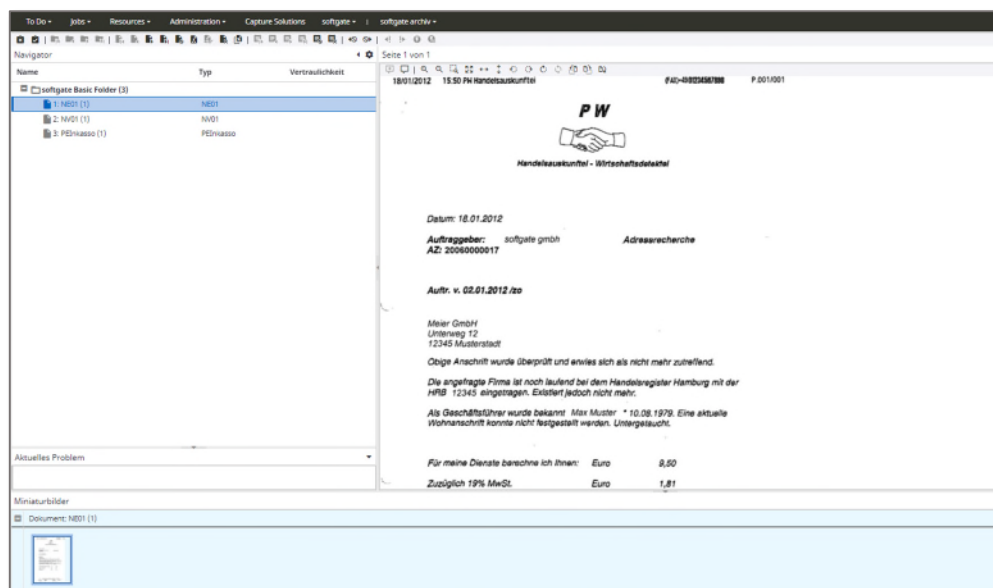 To Do Jobs Resources Administration Capture Solutions softgate softgate archiv
Navigator
Seite 1 von 1
Name Typ Vertraulichkeit
softgate Basic Folder (3)
1: NE01 (1) NE01
2: NV01 (1) NV01
3: PEInkasso (1) PEInkasso
18/01/2012 15:50 PW Handelsauskunftei P.001/001
PW
Handelsauskunftei - Wirtschaftsdetektei
Datum: 18.01.2012
Auftraggeber: softgate gmbh Adressrecherche
AZ: 20060000017
Auftr. v. 02.01.2012 /zo
Meier GmbH
Unterweg 12
12345 Musterstadt
Obige Anschrift wurde überprüft und erwies sich als nicht mehr zutreffend.
Die angefragte Firma ist noch laufend bei dem Handelsregister Hamburg mit der
HRB 12345 eingetragen. Existiert jedoch nicht mehr.
Als Geschäftsführer wurde bekannt Max Muster * 10.08.1979. Eine aktuelle
Wohnanschrift konnte nicht festgestellt werden. Untergetaucht.
Für meine Dienste berechne ich Ihnen: Euro 9,50
Zuzüglich 19% MwSt. Euro 1,81
Aktuelles Problem
Miniaturbilder
Dokument: NE01 (1)